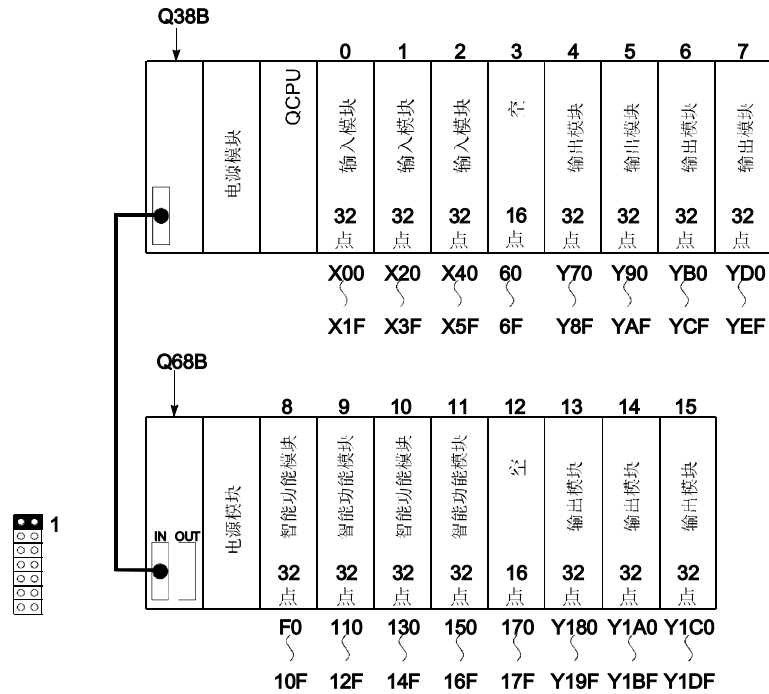 Q38B
0 1 2 3 4 5 6 7
电源模块 QCPU 输入模块 输入模块 输入模块 空 输出模块 输出模块 输出模块 输出模块
32 32 32 16 32 32 32 32
点 点 点 点 点 点 点 点
X00 X20 X40 60 Y70 Y90 YB0 YD0
X1F X3F X5F 6F Y8F YAF YCF YEF
Q68B
8 9 10 11 12 13 14 15
1
IN OUT
电源模块 智能功能模块 智能功能模块 智能功能模块 智能功能模块 空 输出模块 输出模块 输出模块
32 32 32 32 16 32 32 32
点 点 点 点 点 点 点 点
F0 110 130 150 170 Y180 Y1A0 Y1C0
10F 12F 14F 16F 17F Y19F Y1BF Y1DF